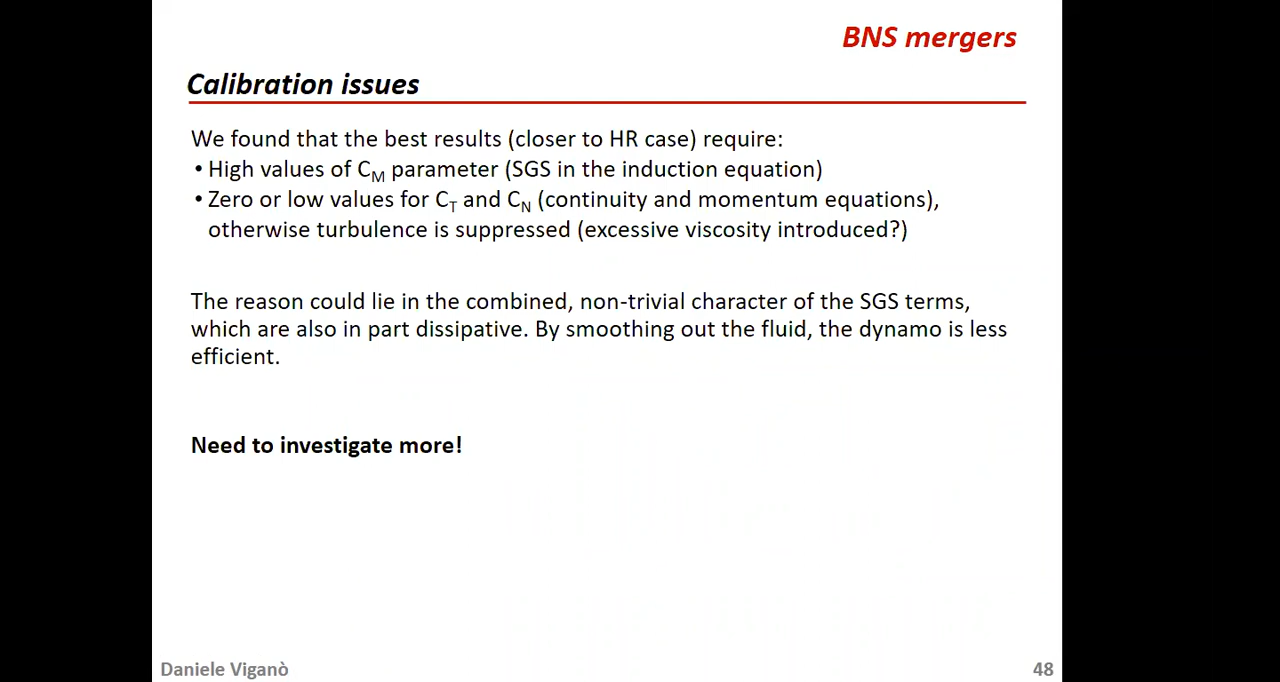 BNS mergers
Calibration issues
We found that the best results (closer to HR case) require:
• High values of CM parameter (SGS in the induction equation)
• Zero or low values for CT and CN (continuity and momentum equations),
otherwise turbulence is suppressed (excessive viscosity introduced?)
The reason could lie in the combined, non-trivial character of the SGS terms,
which are also in part dissipative. By smoothing out the fluid, the dynamo is less
efficient.
Need to investigate more!
Daniele Viganò
48